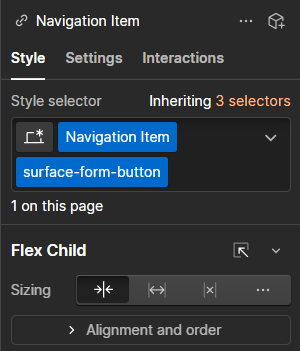 Navigation Item
Style Settings Interactions
Style selector Inheriting 3 selectors
Navigation Item
surface-form-button
1 on this page
Flex Child
Sizing
Alignment and order